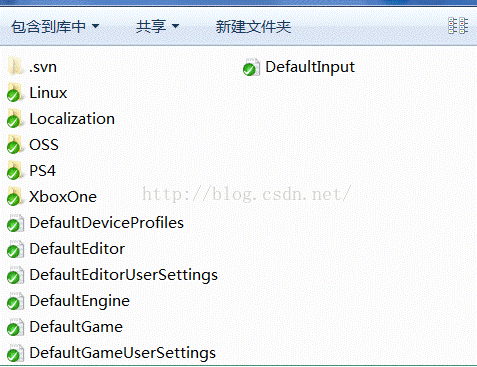 包含到库中 共享 新建文件夹
.svn
Linux
Localization
OSS
PS4
XboxOne
DefaultDeviceProfiles
DefaultEditor
DefaultEditorUserSettings
DefaultEngine
DefaultGame
DefaultGameUserSettings
DefaultInput
http://blog.csdn.net/